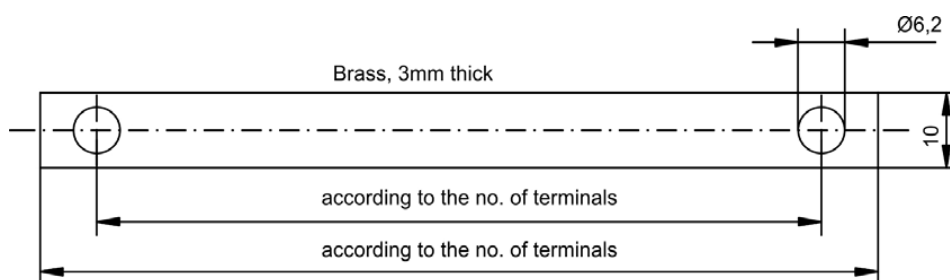 Ø6,2
Brass, 3mm thick
10
according to the no. of terminals
according to the no. of terminals